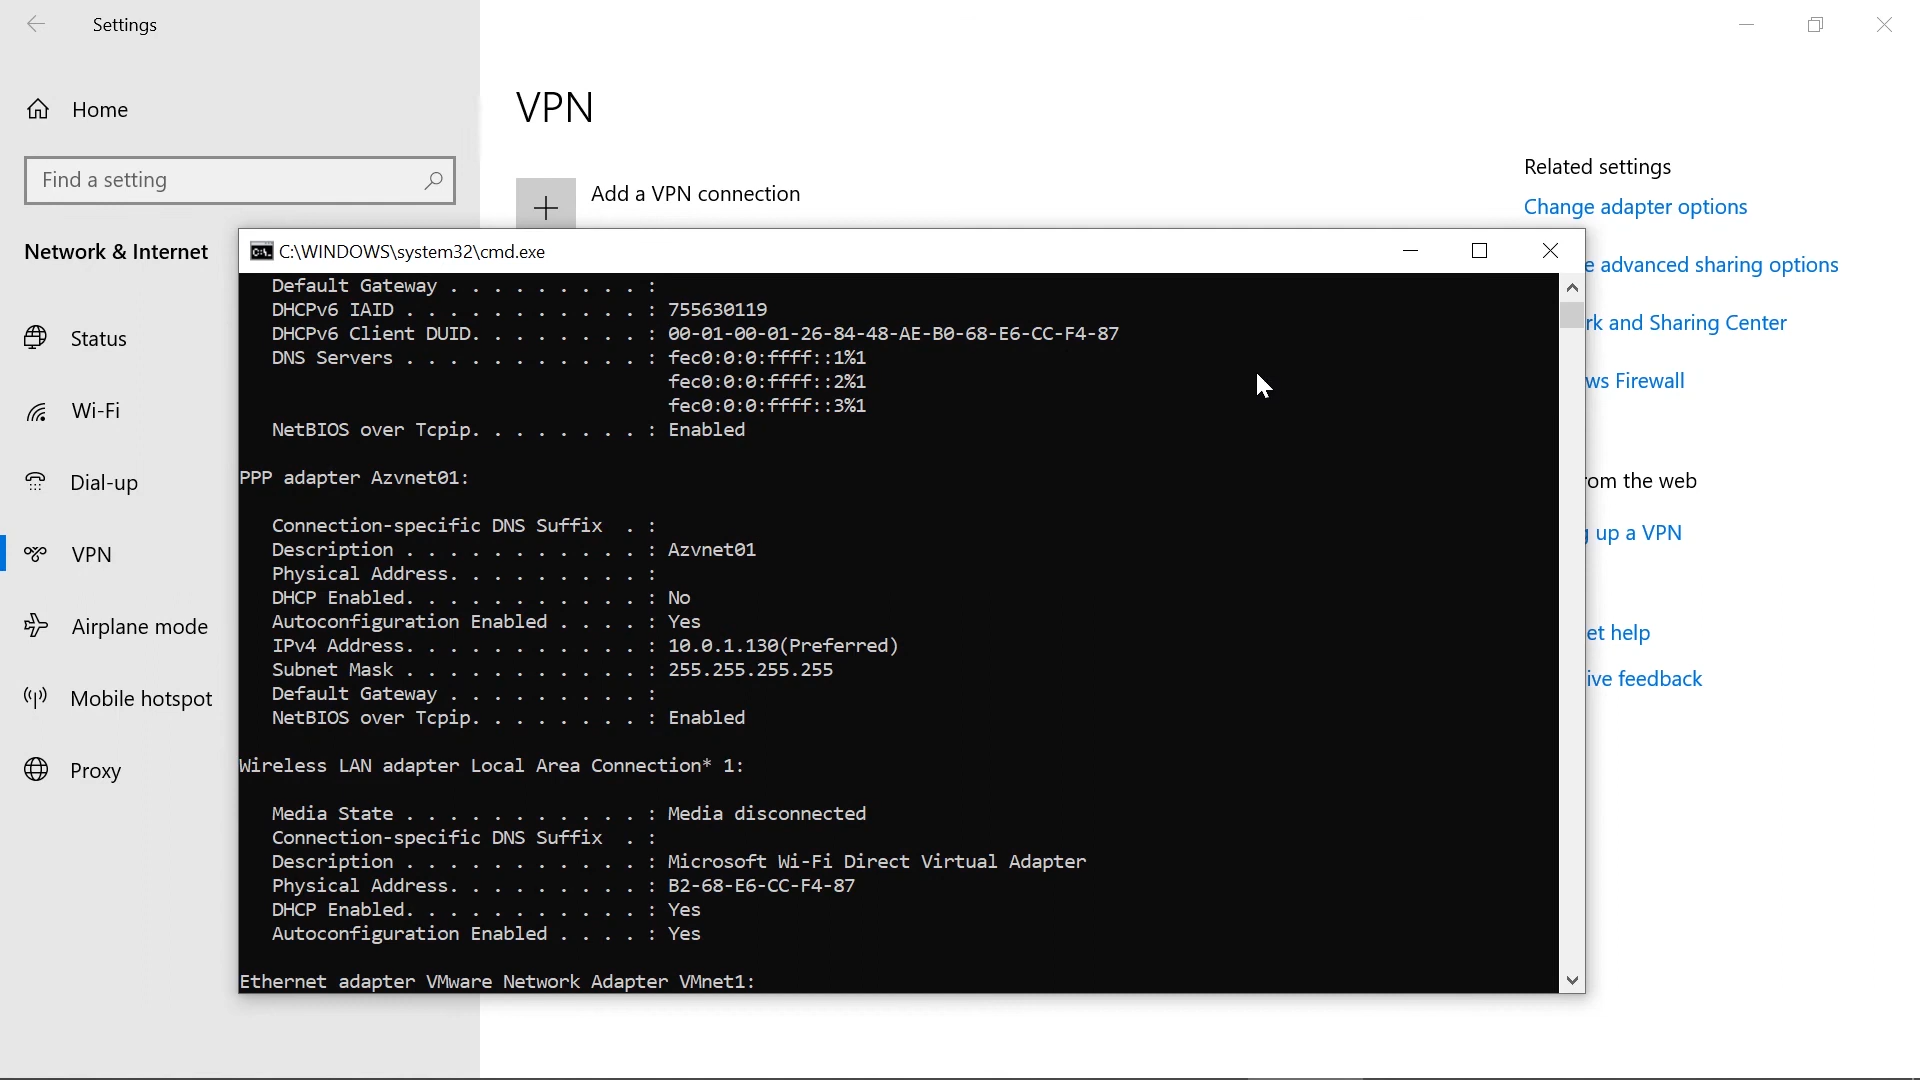 Settings
Home
Find a setting
Network & Internet
Status
Wi-Fi
Dial-up
VPN
Airplane mode
Mobile hotspot
Proxy
VPN
Add a VPN connection
C:\WINDOWS\system32\cmd.exe
Default Gateway . . . . . . . . . :
DHCPv6 IAID . . . . . . . . . . . : 755630119
DHCPv6 Client DUID. . . . . . . . : 00-01-00-01-26-84-48-AE-B0-68-E6-CC-F4-87
DNS Servers . . . . . . . . . . . : fec0:0:0:ffff::1%1
fec0:0:0:ffff::2%1
fec0:0:0:ffff::3%1
NetBIOS over Tcpip. . . . . . . . : Enabled
PPP adapter Azvnet01:
Connection-specific DNS Suffix . :
Description . . . . . . . . . . . : Azvnet01
Physical Address. . . . . . . . . :
DHCP Enabled. . . . . . . . . . . : No
Autoconfiguration Enabled . . . . : Yes
IPv4 Address. . . . . . . . . . . : 10.0.1.130(Preferred)
Subnet Mask . . . . . . . . . . . : 255.255.255.255
Default Gateway . . . . . . . . . :
NetBIOS over Tcpip. . . . . . . . : Enabled
Wireless LAN adapter Local Area Connection* 1:
Media State . . . . . . . . . . . : Media disconnected
Connection-specific DNS Suffix . :
Description . . . . . . . . . . . : Microsoft Wi-Fi Direct Virtual Adapter
Physical Address. . . . . . . . . : B2-68-E6-CC-F4-87
DHCP Enabled. . . . . . . . . . . : Yes
Autoconfiguration Enabled . . . . : Yes
Ethernet adapter VMware Network Adapter VMnet1:
Related settings
Change adapter options
e advanced sharing options
rk and Sharing Center
ws Firewall
om the web
up a VPN
et help
ive feedback